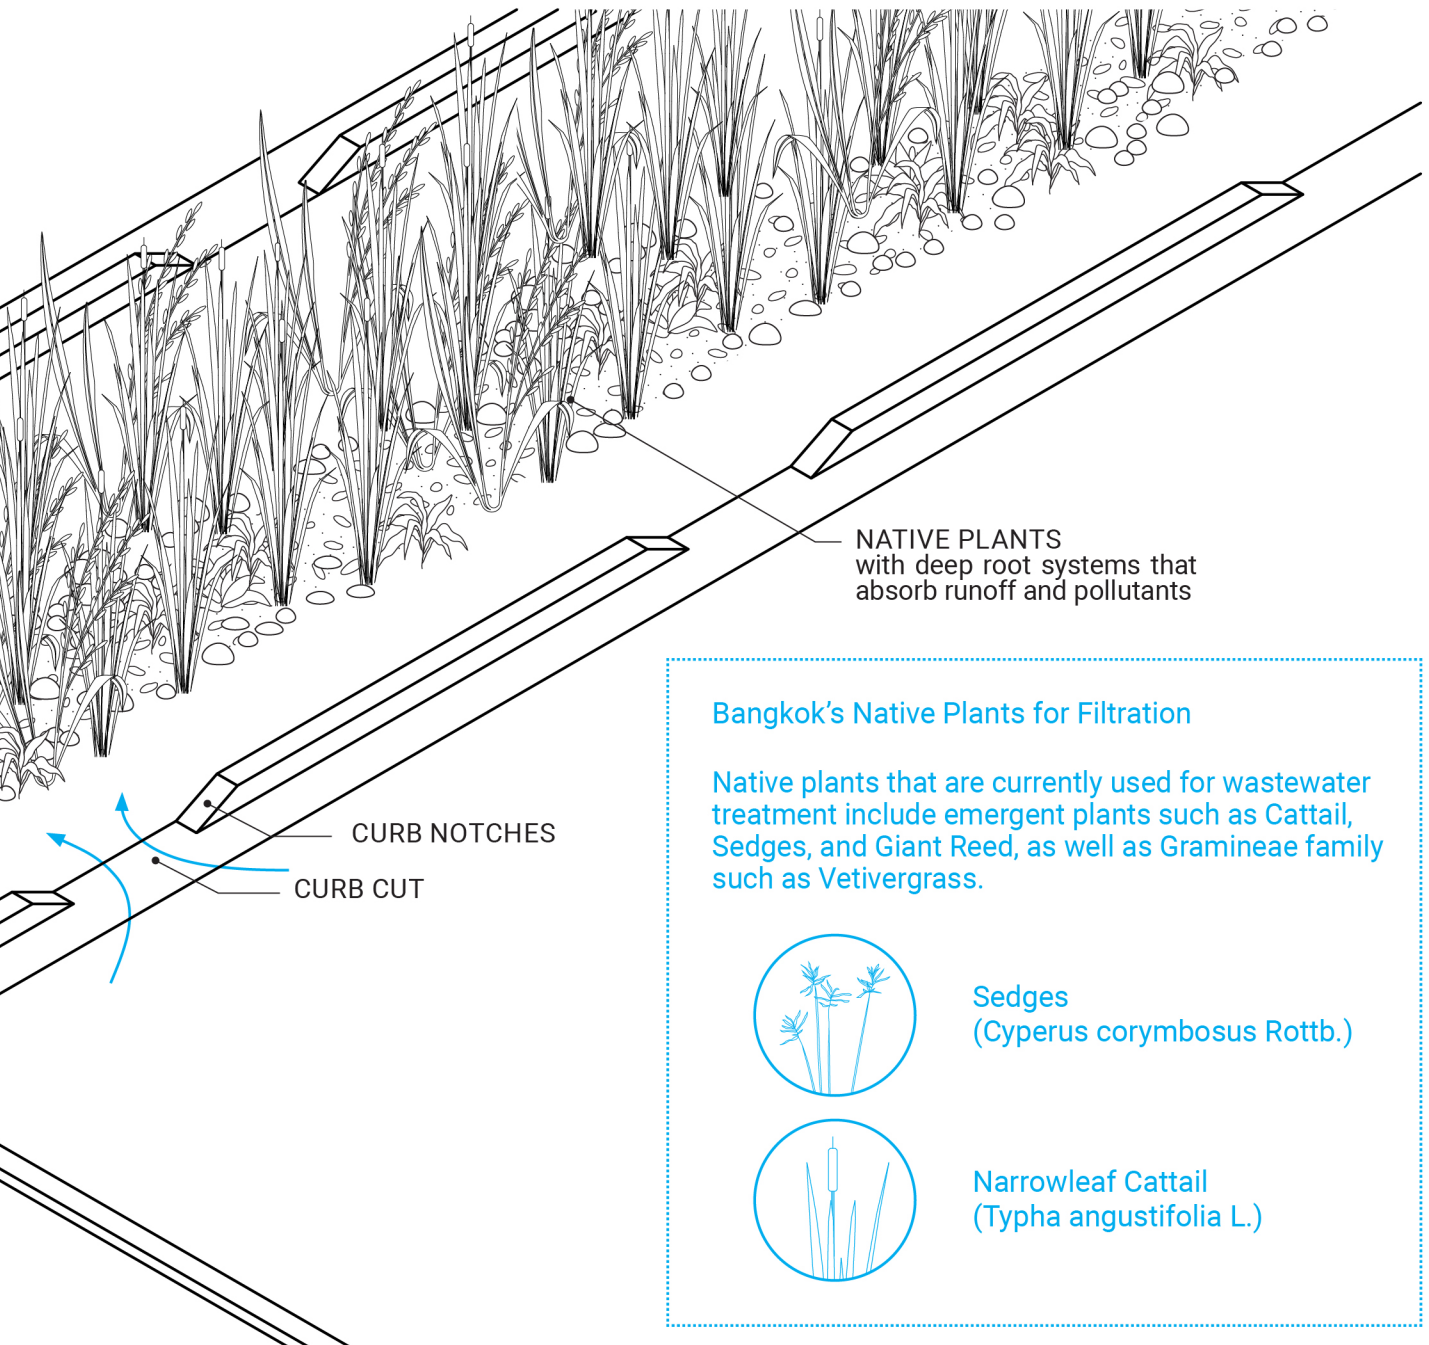 NATIVE PLANTS
with deep root systems that
absorb runoff and pollutants
CURB NOTCHES
CURB CUT
Bangkok’s Native Plants for Filtration
Native plants that are currently used for wastewater
treatment include emergent plants such as Cattail,
Sedges, and Giant Reed, as well as Gramineae family
such as Vetivergrass.
Sedges
(Cyperus corymbosus Rottb.)
Narrowleaf Cattail
(Typha angustifolia L.)